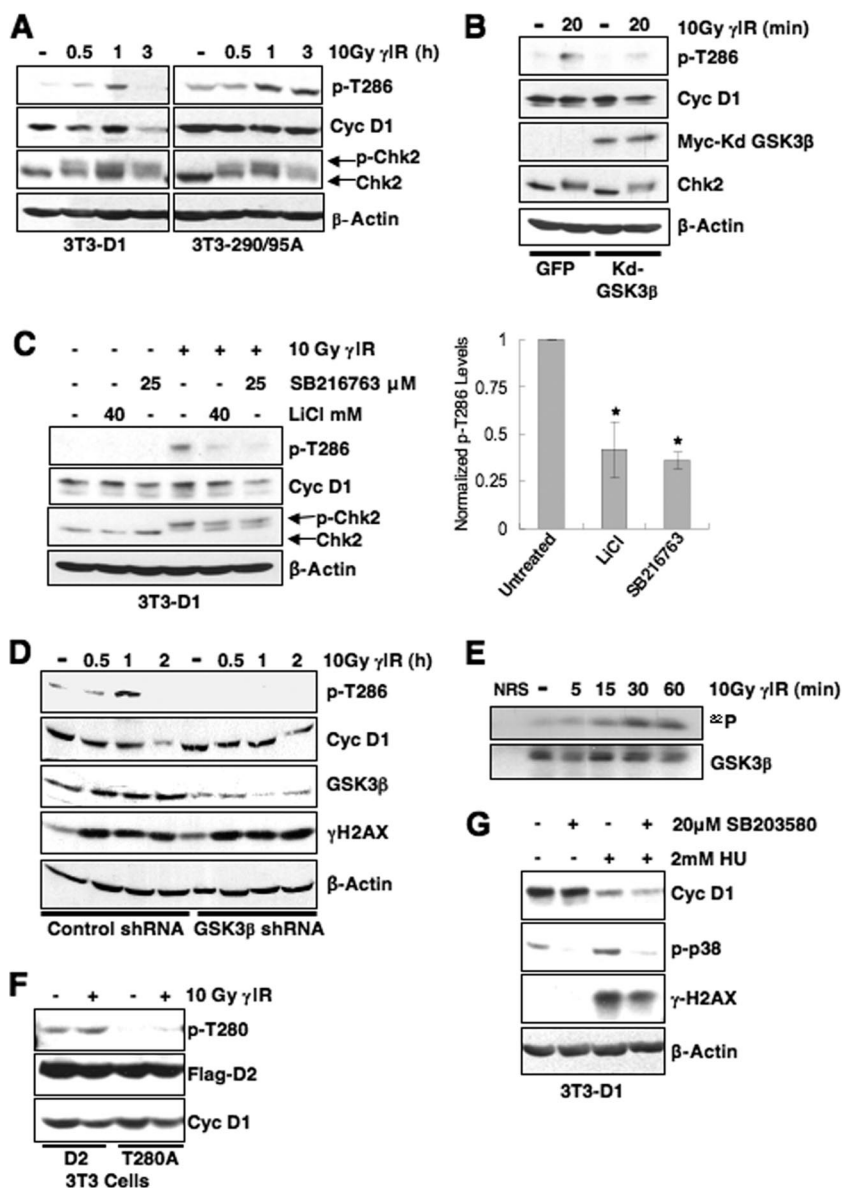 A
- 0.5 1 3 - 0.5 1 3 10Gy γIR (h)
p-T286
Cyc D1
p-Chk2
Chk2
β-Actin
3T3-D1 3T3-290/95A
B
- 20 - 20 10Gy γIR (min)
p-T286
Cyc D1
Myc-Kd GSK3β
Chk2
β-Actin
GFP Kd-
GSK3β
C
- - - + + + 10 Gy γIR
- - 25 - - 25 SB216763 μM
- 40 - - 40 - LiCl mM
p-T286
Cyc D1
p-Chk2
Chk2
β-Actin
3T3-D1
Normalized p-T286 Levels
1
0.75
0.5
0.25
0
★ ★
Untreated
LiCl
SB216763
D
- 0.5 1 2 - 0.5 1 2 10Gy γIR (h)
p-T286
Cyc D1
GSK3β
γH2AX
β-Actin
Control shRNA GSK3β shRNA
E
NRS - 5 15 30 60 10Gy γIR (min)
³²P
GSK3β
F
- + - + 10 Gy γIR
p-T280
Flag-D2
Cyc D1
D2 T280A
3T3 Cells
G
- + - + 20μM SB203580
- - + + 2mM HU
Cyc D1
p-p38
γ-H2AX
β-Actin
3T3-D1